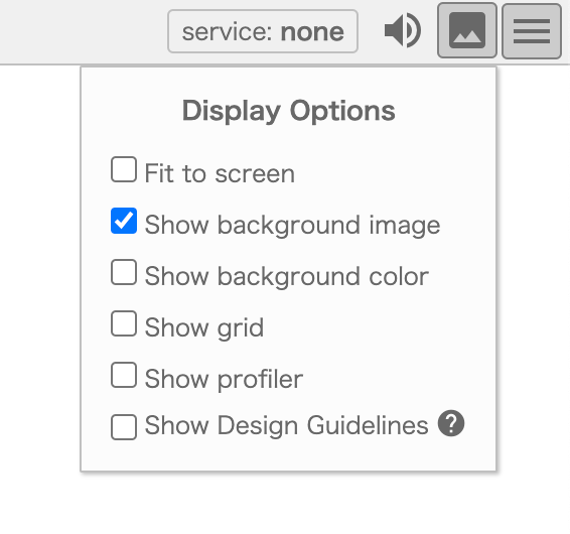 service: none
Display Options
Fit to screen
Show background image
Show background color
Show grid
Show profiler
Show Design Guidelines ?